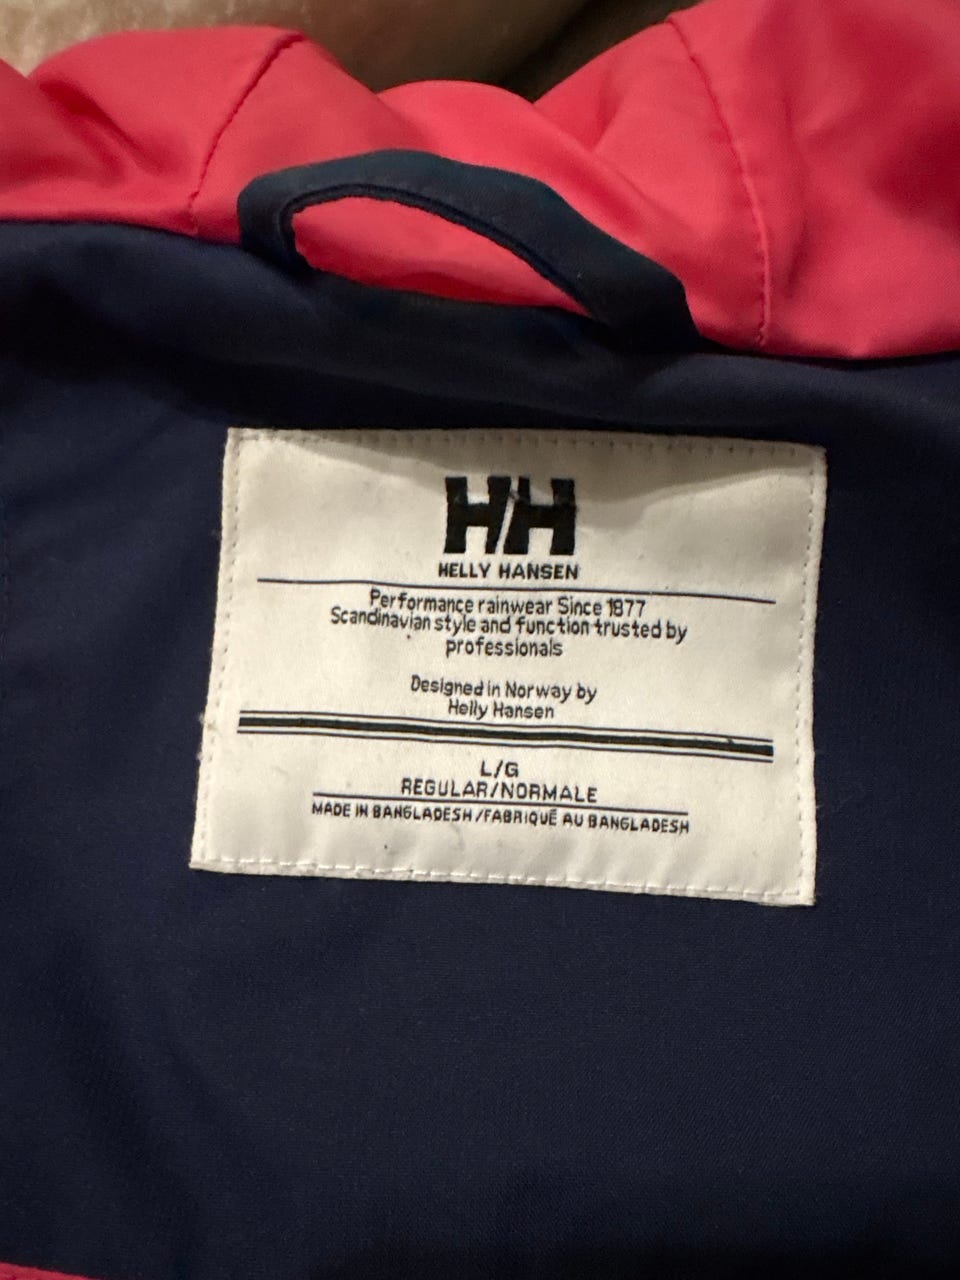 HH
HELLY HANSEN
Performance rainwear Since 1877
Scandinavian style and function trusted by
professionals
Designed in Norway by
Helly Hansen
L/G
REGULAR/NORMALE
MADE IN BANGLADESH/FABRIQUÉ AU BANGLADESH